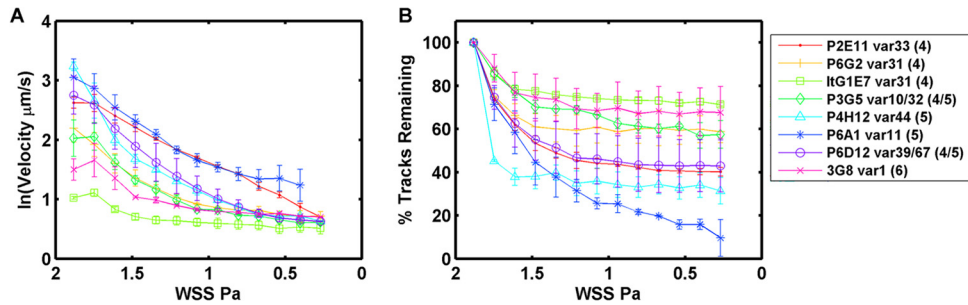 A
B
ln(Velocity μm/s)
4
3
2
1
0
2
1.5
1
0.5
0
WSS Pa
% Tracks Remaining
100
80
60
40
20
0
2
1.5
1
0.5
0
WSS Pa
P2E11 var33 (4)
P6G2 var31 (4)
ItG1E7 var31 (4)
P3G5 var10/32 (4/5)
P4H12 var44 (5)
P6A1 var11 (5)
P6D12 var39/67 (4/5)
3G8 var1 (6)